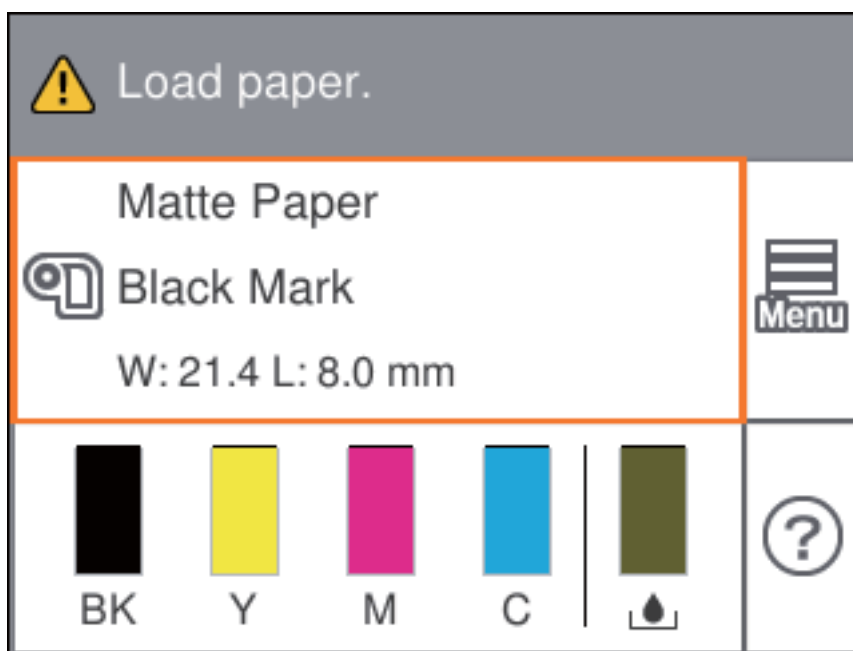 Load paper.
Matte Paper
Black Mark
W: 21.4 L: 8.0 mm
Menu
BK Y M C
?